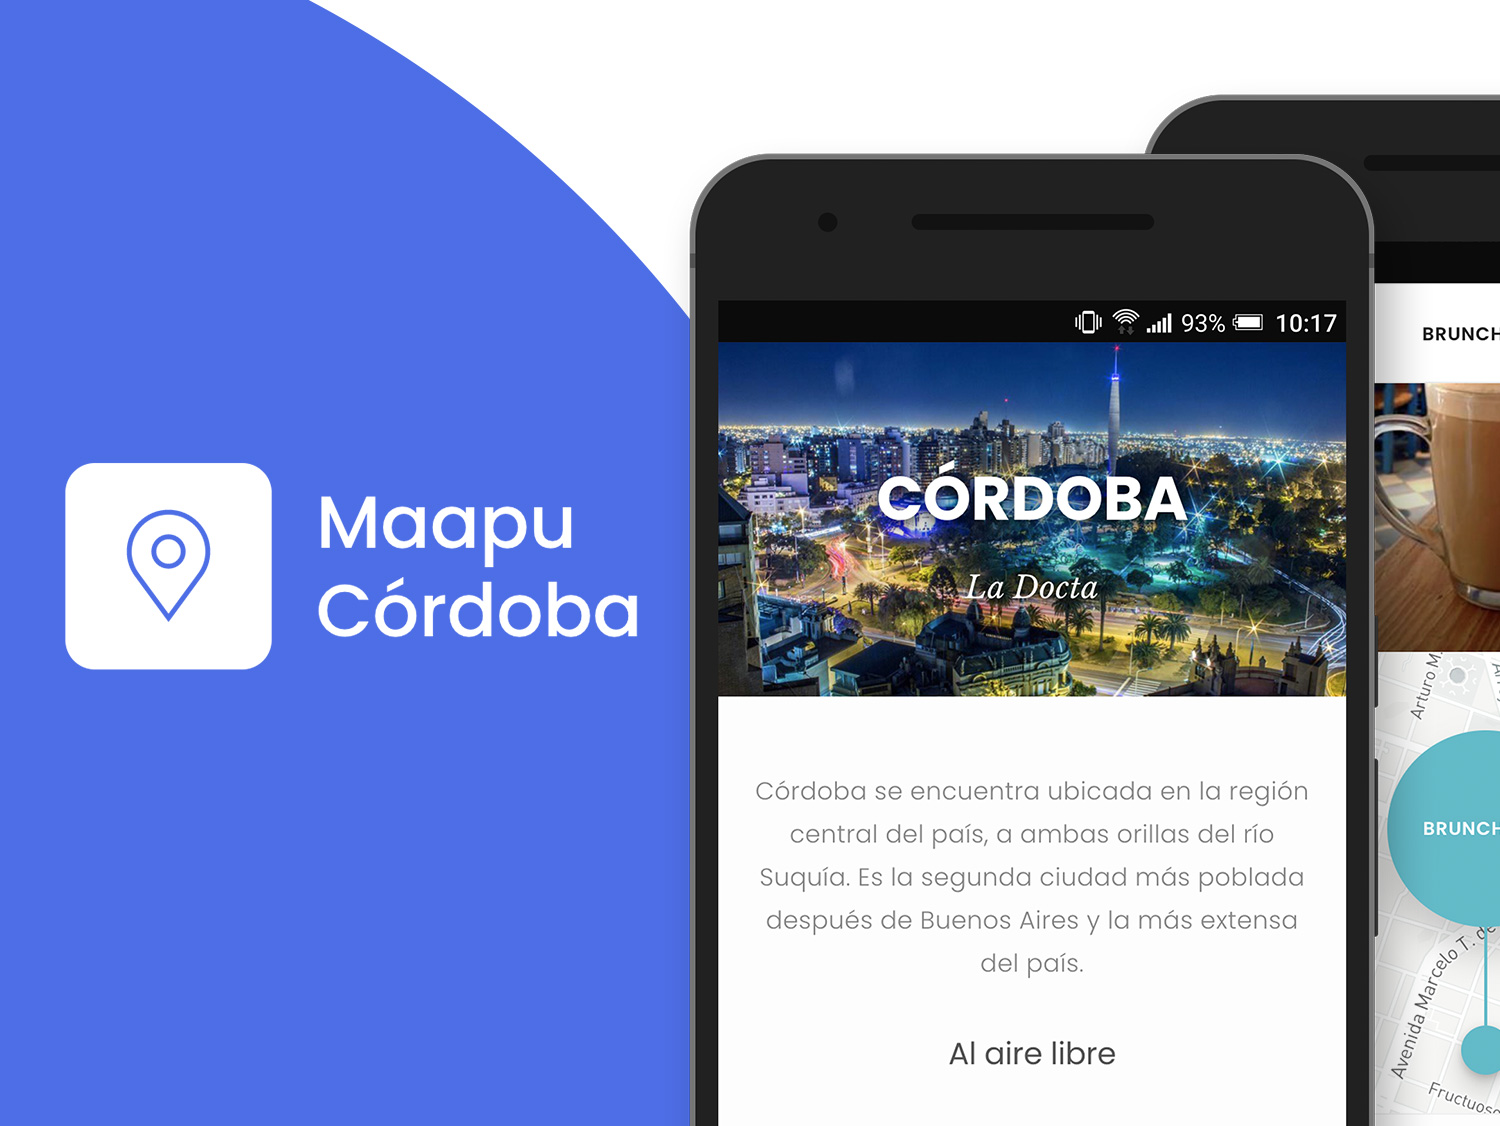 Maapu
Córdoba
93% 10:17
CÓRDOBA
La Docta
Córdoba se encuentra ubicada en la región
central del país, a ambas orillas del río
Suquía. Es la segunda ciudad más poblada
después de Buenos Aires y la más extensa
del país.
Al aire libre
BRUNCH
Arturo M.
BRUNCH
Avenida Marcelo T. de
Fructuoso